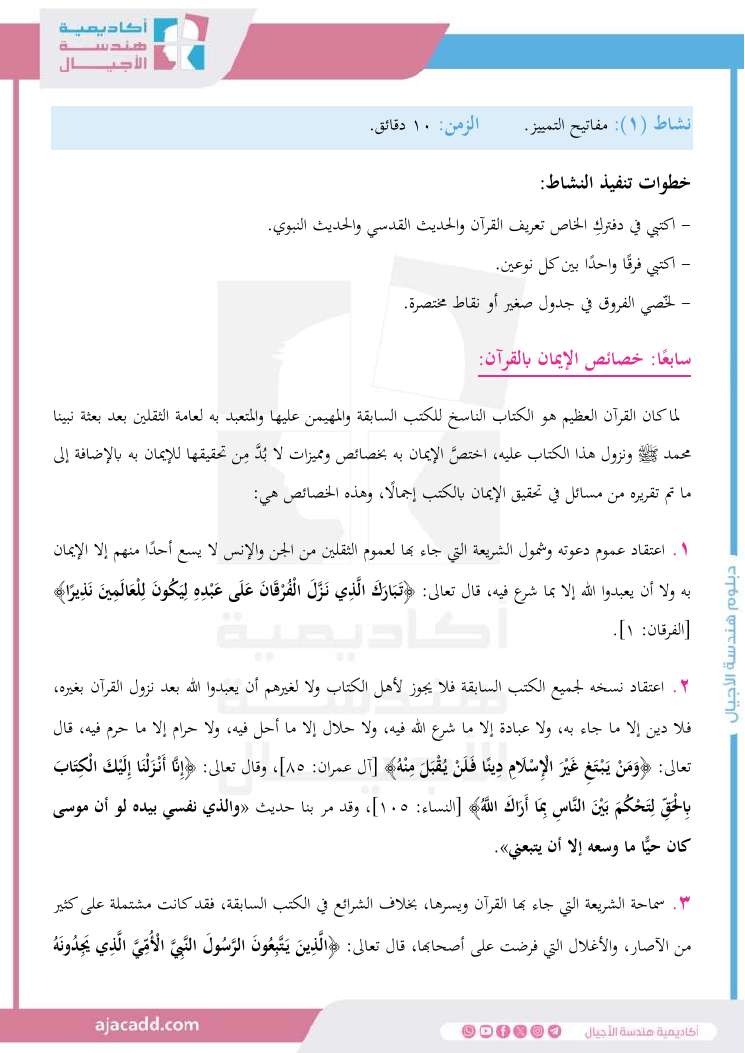 أكاديمية
هندسة
الأجيال
نشاط (١): مفاتيح التمييز. الزمن: ١٠ دقائق.
خطوات تنفيذ النشاط:
– اكتبي في دفتركِ الخاص تعريف القرآن والحديث القدسي والحديث النبوي.
– اكتبي فرقًا واحدًا بين كل نوعين.
– لخّصي الفروق في جدول صغير أو نقاط مختصرة.
سابعًا: خصائص الإيمان بالقرآن:
لما كان القرآن العظيم هو الكتاب الناسخ للكتب السابقة والمهيمن عليها والمتعبد به لعامة الثقلين بعد بعثة نبينا
محمد ﷺ ونزول هذا الكتاب عليه، اختصَّ الإيمان به بخصائص ومميزات لا بُدَّ مِن تحقيقها للإيمان به بالإضافة إلى
ما تم تقريره من مسائل في تحقيق الإيمان بالكتب إجمالًا، وهذه الخصائص هي:
١. اعتقاد عموم دعوته وشمول الشريعة التي جاء بها لعموم الثقلين من الجن والإنس لا يسع أحدًا منهم إلا الإيمان
به ولا أن يعبدوا الله إلا بما شرع فيه، قال تعالى: ﴿تَبَارَكَ الَّذِي نَزَّلَ الْفُرْقَانَ عَلَى عَبْدِهِ لِيَكُونَ لِلْعَالَمِينَ نَذِيرًا﴾
[الفرقان: ١].
٢. اعتقاد نسخه لجميع الكتب السابقة فلا يجوز لأهل الكتاب ولا لغيرهم أن يعبدوا الله بعد نزول القرآن بغيره،
فلا دين إلا ما جاء به، ولا عبادة إلا ما شرع الله فيه، ولا حلال إلا ما أحل فيه، ولا حرام إلا ما حرم فيه، قال
تعالى: ﴿وَمَنْ يَبْتَغِ غَيْرَ الْإِسْلَامِ دِينًا فَلَنْ يُقْبَلَ مِنْهُ﴾ [آل عمران: ٨٥]، وقال تعالى: ﴿إِنَّا أَنْزَلْنَا إِلَيْكَ الْكِتَابَ
بِالْحَقِّ لِتَحْكُمَ بَيْنَ النَّاسِ بِمَا أَرَاكَ اللَّهُ﴾ [النساء: ١٠٥]، وقد مر بنا حديث «والذي نفسي بيده لو أن موسى
كان حيًّا ما وسعه إلا أن يتبعني».
٣. سماحة الشريعة التي جاء بها القرآن ويسرها، بخلاف الشرائع في الكتب السابقة، فقد كانت مشتملة على كثير
من الآصار، والأغلال التي فرضت على أصحابها، قال تعالى: ﴿الَّذِينَ يَتَّبِعُونَ الرَّسُولَ النَّبِيَّ الْأُمِّيَّ الَّذِي يَجِدُونَهُ
أكاديمية
هندسة
الأجيال
دبلوم هندسة الأجيال
أكاديمية هندسة الأجيال
ajacadd.com